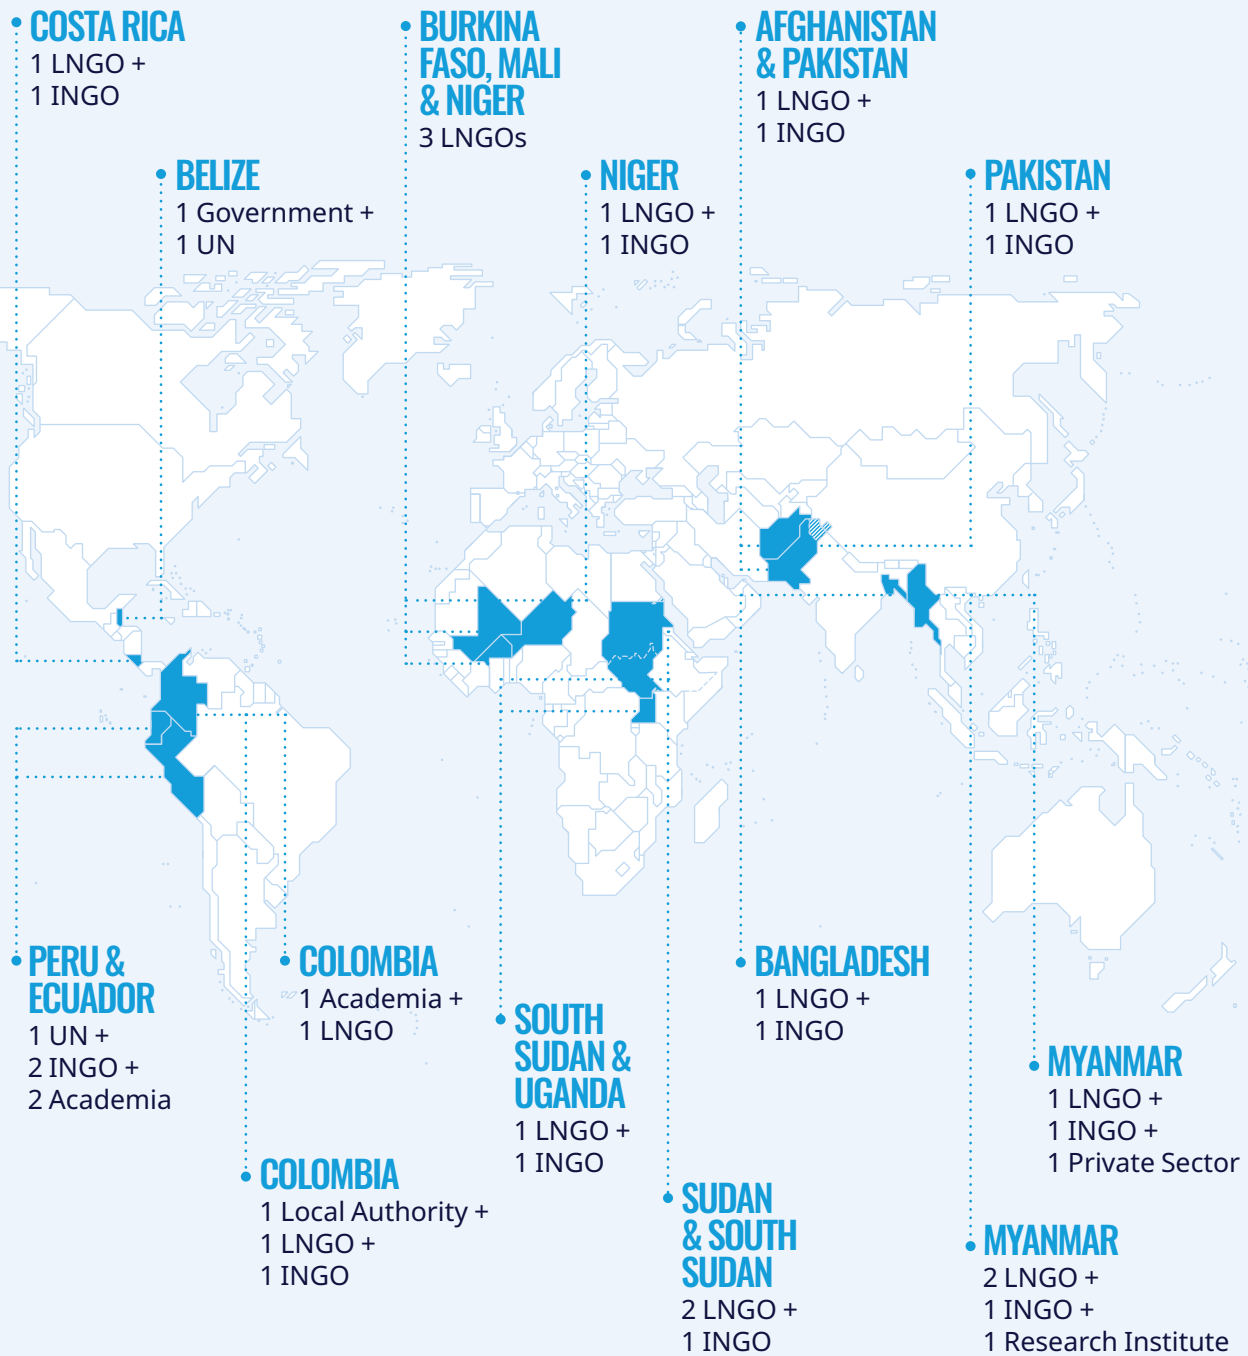 COSTA RICA
1 LNGO +
1 INGO
BURKINA
FASO, MALI
& NIGER
3 LNGOs
AFGHANISTAN
& PAKISTAN
1 LNGO +
1 INGO
BELIZE
1 Government +
1 UN
NIGER
1 LNGO +
1 INGO
PAKISTAN
1 LNGO +
1 INGO
PERU &
ECUADOR
1 UN +
2 INGO +
2 Academia
COLOMBIA
1 Academia +
1 LNGO
SOUTH
SUDAN &
UGANDA
1 LNGO +
1 INGO
BANGLADESH
1 LNGO +
1 INGO
MYANMAR
1 LNGO +
1 INGO +
1 Private Sector
COLOMBIA
1 Local Authority +
1 LNGO +
1 INGO
SUDAN
& SOUTH
SUDAN
2 LNGO +
1 INGO
MYANMAR
2 LNGO +
1 INGO +
1 Research Institute